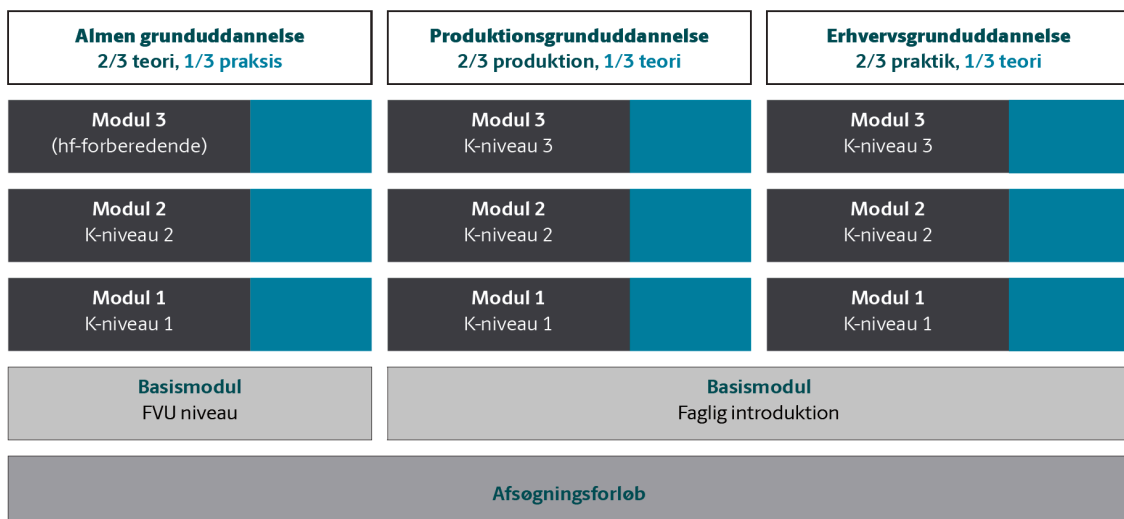 Almen grunduddannelse
2/3 teori, 1/3 praksis
Produktionsgrunduddannelse
2/3 produktion, 1/3 teori
Erhvervsgrunduddannelse
2/3 praktik, 1/3 teori
Modul 3
(hf-forberedende)
Modul 3
K-niveau 3
Modul 3
K-niveau 3
Modul 2
K-niveau 2
Modul 2
K-niveau 2
Modul 2
K-niveau 2
Modul 1
K-niveau 1
Modul 1
K-niveau 1
Modul 1
K-niveau 1
Basismodul
FVU niveau
Basismodul
Faglig introduktion
Afsøgningsforløb